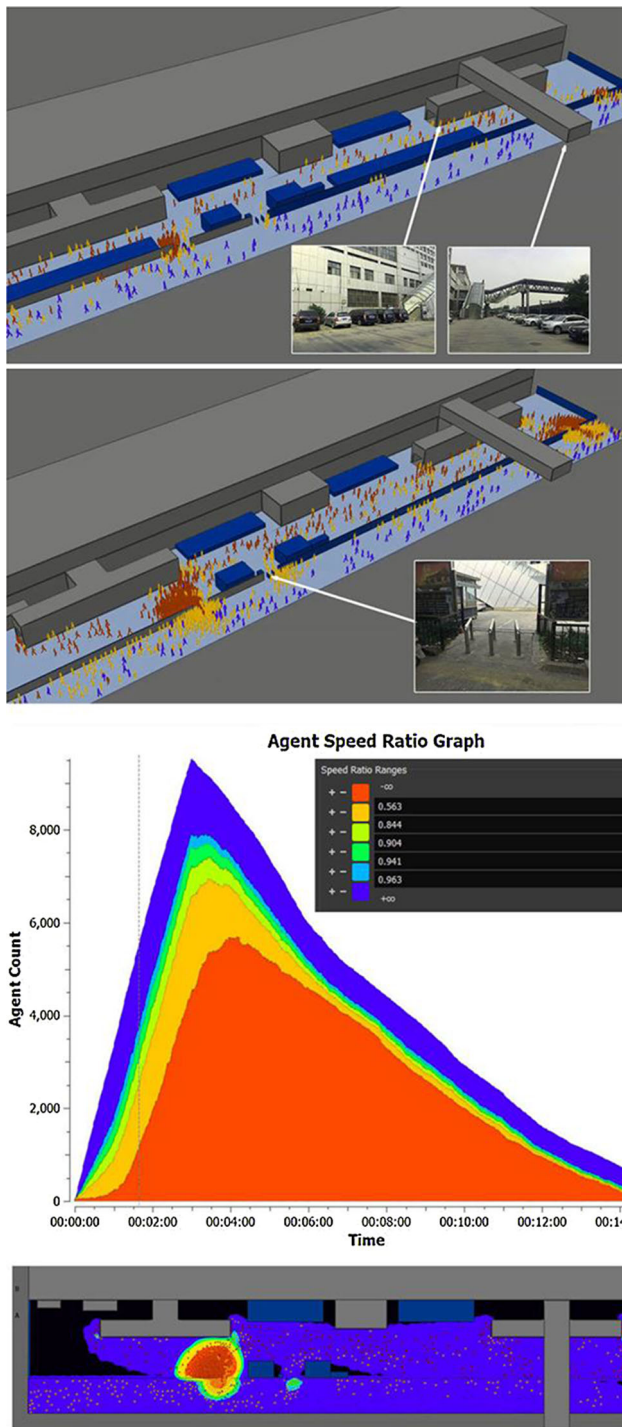 Agent Speed Ratio Graph
Speed Ratio Ranges
+ − -∞
0.563
+ −
0.844
+ −
0.904
+ −
0.941
+ −
0.963
+ − +∞
Agent Count
8,000
6,000
4,000
2,000
0
00:00:00 00:02:00 00:04:00 00:06:00 00:08:00 00:10:00 00:12:00 00:14
Time
B
A